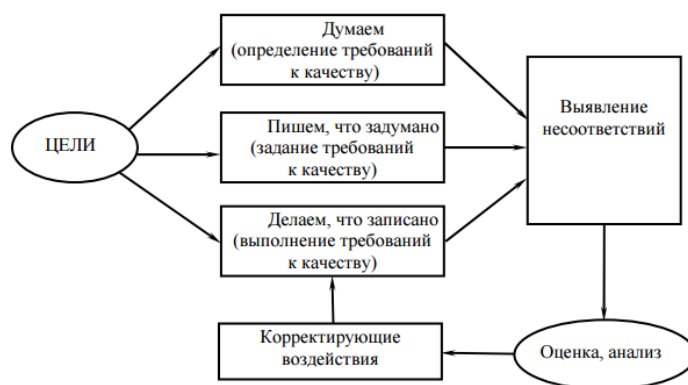 Думаем
(определение требований
к качеству)
ЦЕЛИ
Пишем, что задумано
(задание требований
к качеству)
Делаем, что записано
(выполнение требований
к качеству)
Выявление
несоответствий
Корректирующие
воздействия
Оценка, анализ